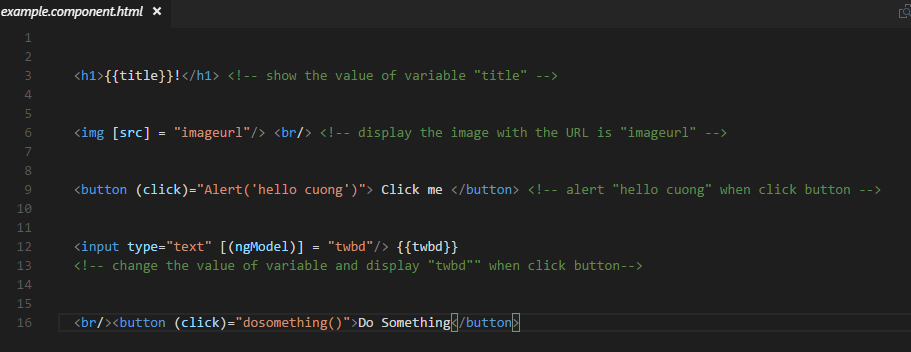 example.component.html ×
1
2
3 <h1>{{title}}!</h1> <!-- show the value of variable "title" -->
4
5
6 <img [src] = "imageurl"/> <br/> <!-- display the image with the URL is "imageurl" -->
7
8
9 <button (click)="Alert('hello cuong')"> Click me </button> <!-- alert "hello cuong" when click button -->
10
11
12 <input type="text" [(ngModel)] = "twbd"/> {{twbd}}
13 <!-- change the value of variable and display "twbd"" when click button-->
14
15
16 <br/><button (click)="dosomething()">Do Something</button>